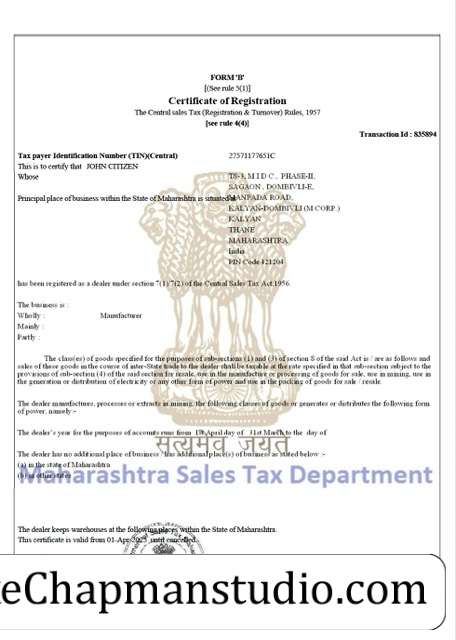 FORM 'B'
[(See rule 5(1)]
Certificate of Registration
The Central sales Tax (Registration & Turnover) Rules, 1957
[see rule 4(4)]
Transaction Id : 835894
Tax payer Identification Number (TIN)(Central) 27571177651C
This is to certify that JOHN CITIZEN
Whose T8-3, M I D C , PHASE-II,
SAGAON , DOMBIVLI-E,
Principal place of business within the State of Maharashtra is situated at MANPADA ROAD,
KALYAN-DOMBIVLI (M CORP.)
KALYAN
THANE
MAHARASHTRA
India
PIN Code 421204
has been registered as a dealer under section 7(1)/7(2) of the Central Sales Tax Act,1956.
The business is :
Wholly : Manufacturer
Mainly :
Partly :
The class(es) of goods specified for the purposes of sub-sections (1) and (3) of section 8 of the said Act is / are as follows and
sales of these goods in the course of inter-State trade to the dealer shall be taxable at the rate specified in that sub-section subject to the
provisions of sub-section (4) of the said section for resale, use in the manufacture or processing of goods for sale, use in mining, use in
the generation or distribution of electricity or any other form of power and use in the packing of goods for sale / resale.
The dealer manufactures, processes or extracts in mining, the following classes of goods or generates or distributes the following form
of power, namely :-
The dealer's year for the purposes of accounts runs from 1st April day of 31st March to the day of
सत्यमेव जयते
The dealer has no additional place of business / has additional place(s) of business as stated below :-
(a) in the state of Maharashtra
Maharashtra Sales Tax Department
(b) in other states
The dealer keeps warehouses at the following places within the State of Maharashtra.
This certificate is valid from 01-Apr-2023 until cancelled.
keChapmanstudio.com